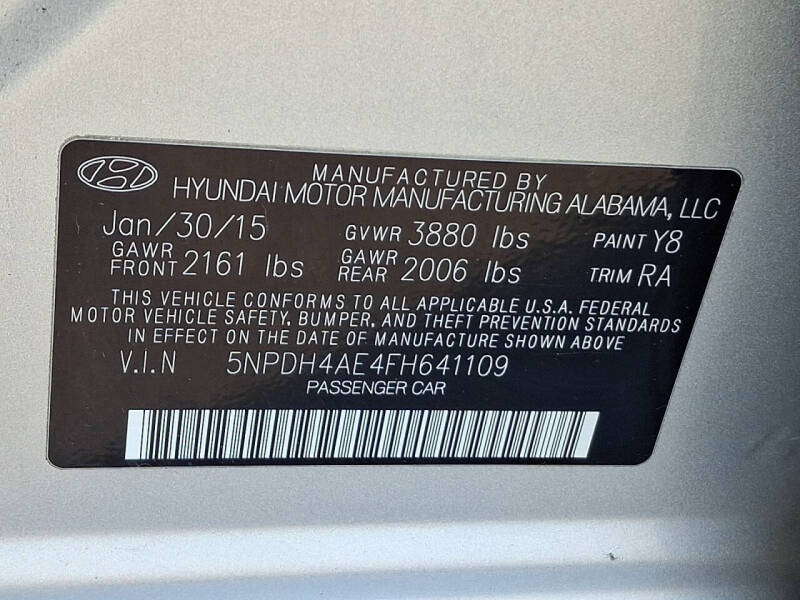 MANUFACTURED BY
HYUNDAI MOTOR MANUFACTURING ALABAMA, LLC
Jan/30/15 GVWR 3880 lbs PAINT Y8
GAWR FRONT 2161 lbs GAWR REAR 2006 lbs TRIM RA
THIS VEHICLE CONFORMS TO ALL APPLICABLE U.S.A. FEDERAL
MOTOR VEHICLE SAFETY, BUMPER, AND THEFT PREVENTION STANDARDS
IN EFFECT ON THE DATE OF MANUFACTURE SHOWN ABOVE
V.I.N 5NPDH4AE4FH641109
PASSENGER CAR